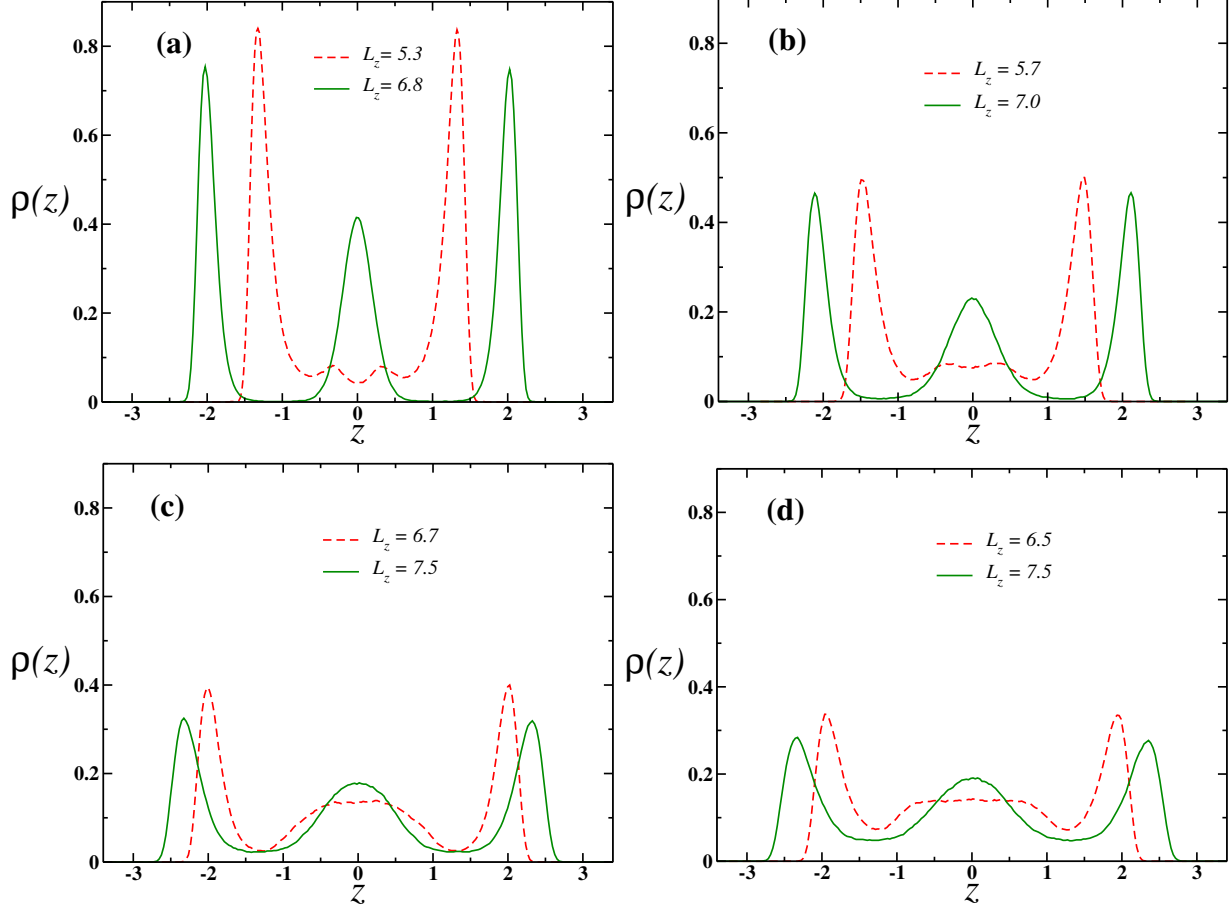 (a)
L_z = 5.3
L_z = 6.8
ρ(z)
0.8
0.6
0.4
0.2
0
-3 -2 -1 0 1 2 3
z
(b)
L_z = 5.7
L_z = 7.0
ρ(z)
0.8
0.6
0.4
0.2
0
-3 -2 -1 0 1 2 3
z
(c)
L_z = 6.7
L_z = 7.5
ρ(z)
0.8
0.6
0.4
0.2
0
-3 -2 -1 0 1 2 3
z
(d)
L_z = 6.5
L_z = 7.5
ρ(z)
0.8
0.6
0.4
0.2
0
-3 -2 -1 0 1 2 3
z